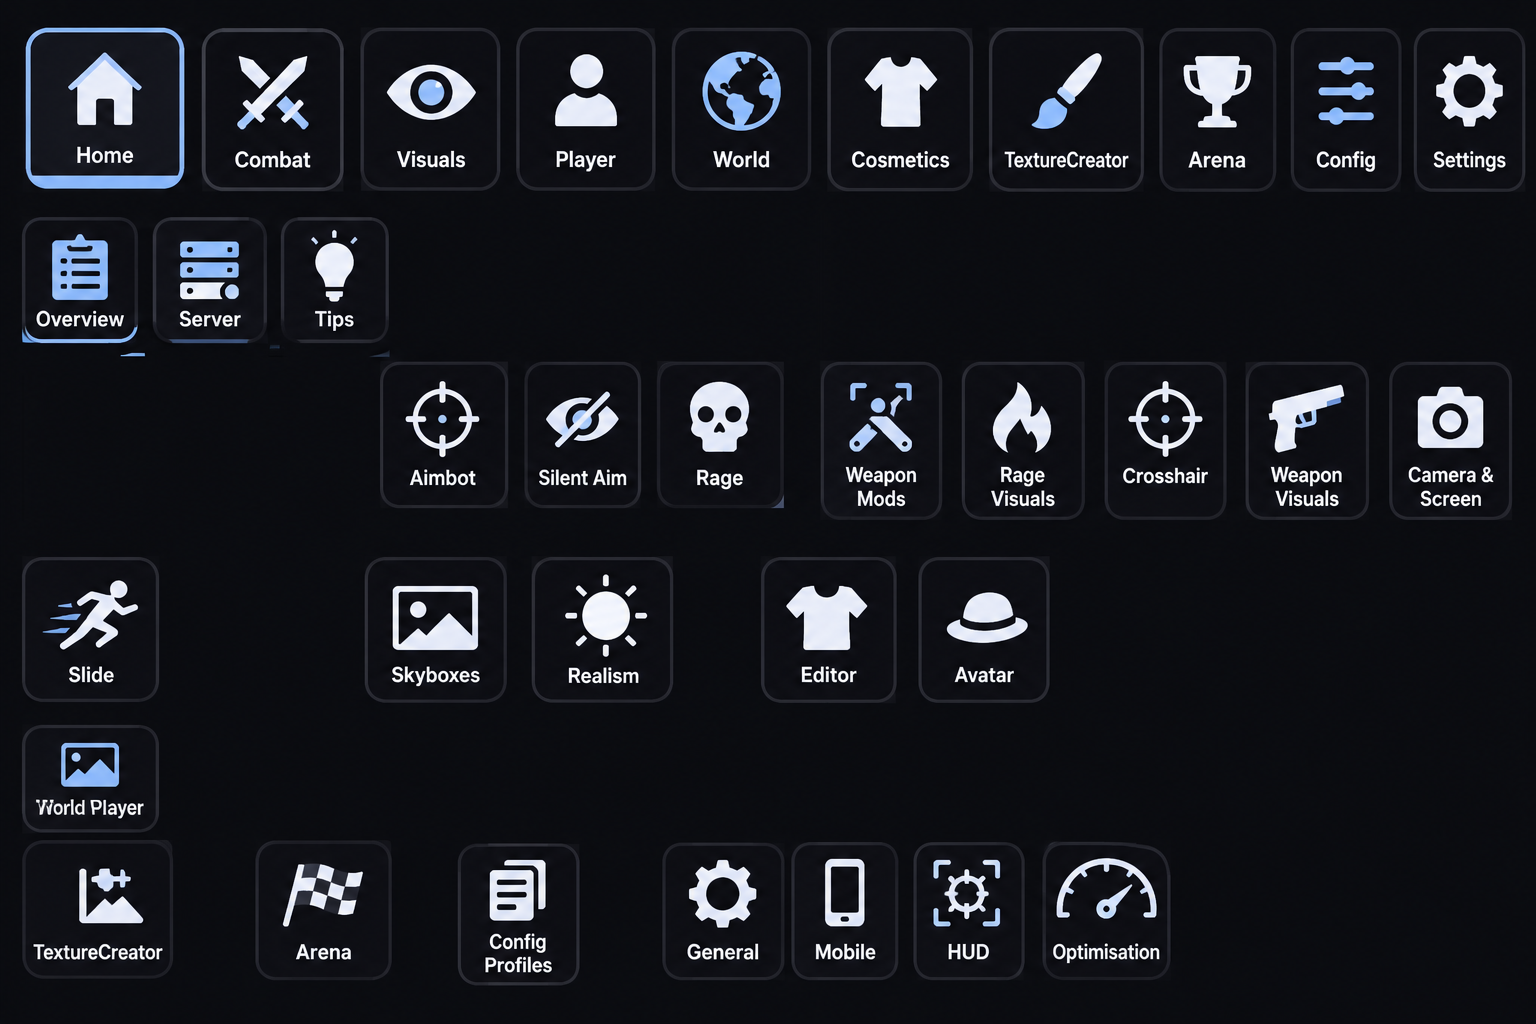 Home
Combat
Visuals
Player
World
Cosmetics
TextureCreator
Arena
Config
Settings
Overview
Server
Tips
Aimbot
Silent Aim
Rage
Weapon
Mods
Rage
Visuals
Crosshair
Weapon
Visuals
Camera &
Screen
Slide
Skyboxes
Realism
Editor
Avatar
World Player
TextureCreator
Arena
Config
Profiles
General
Mobile
HUD
Optimisation